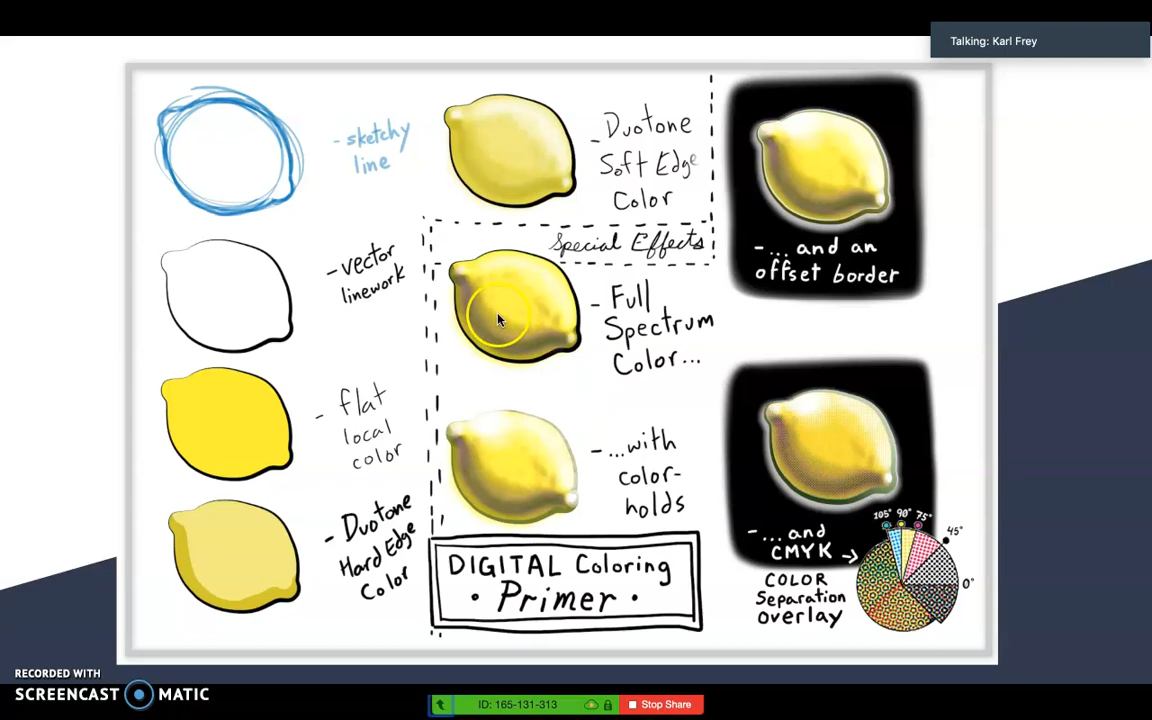 Talking: Karl Frey
- sketchy
line
- vector
linework
- flat
local
color
- Duotone
Hard Edge
Color
- Duotone
Soft Edge
Color
Special Effects
- Full
Spectrum
Color...
- ...with
color-
holds
DIGITAL Coloring
• Primer •
- ... and an
offset border
- ... and
CMYK →
COLOR
Separation
overlay
105° 90° 75°
45°
0°
RECORDED WITH
SCREENCAST MATIC
ID: 165-131-313
Stop Share